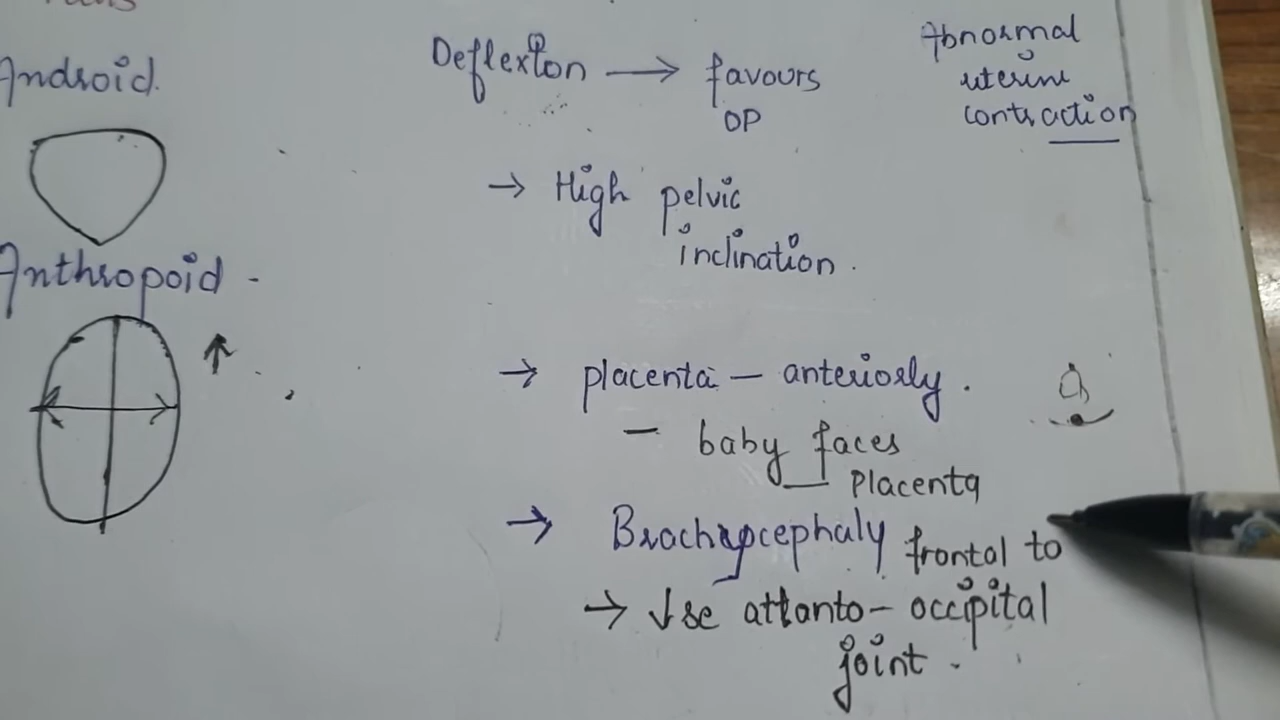 Android.
Anthropoid -
Deflexion → favours
OP
→ High pelvic
inclination.
→ placenta - anteriorly.
- baby faces
placenta
→ Brachycephaly frontal to
→ ↓se attanto-occipital
joint.
Abnormal
uterine
contraction